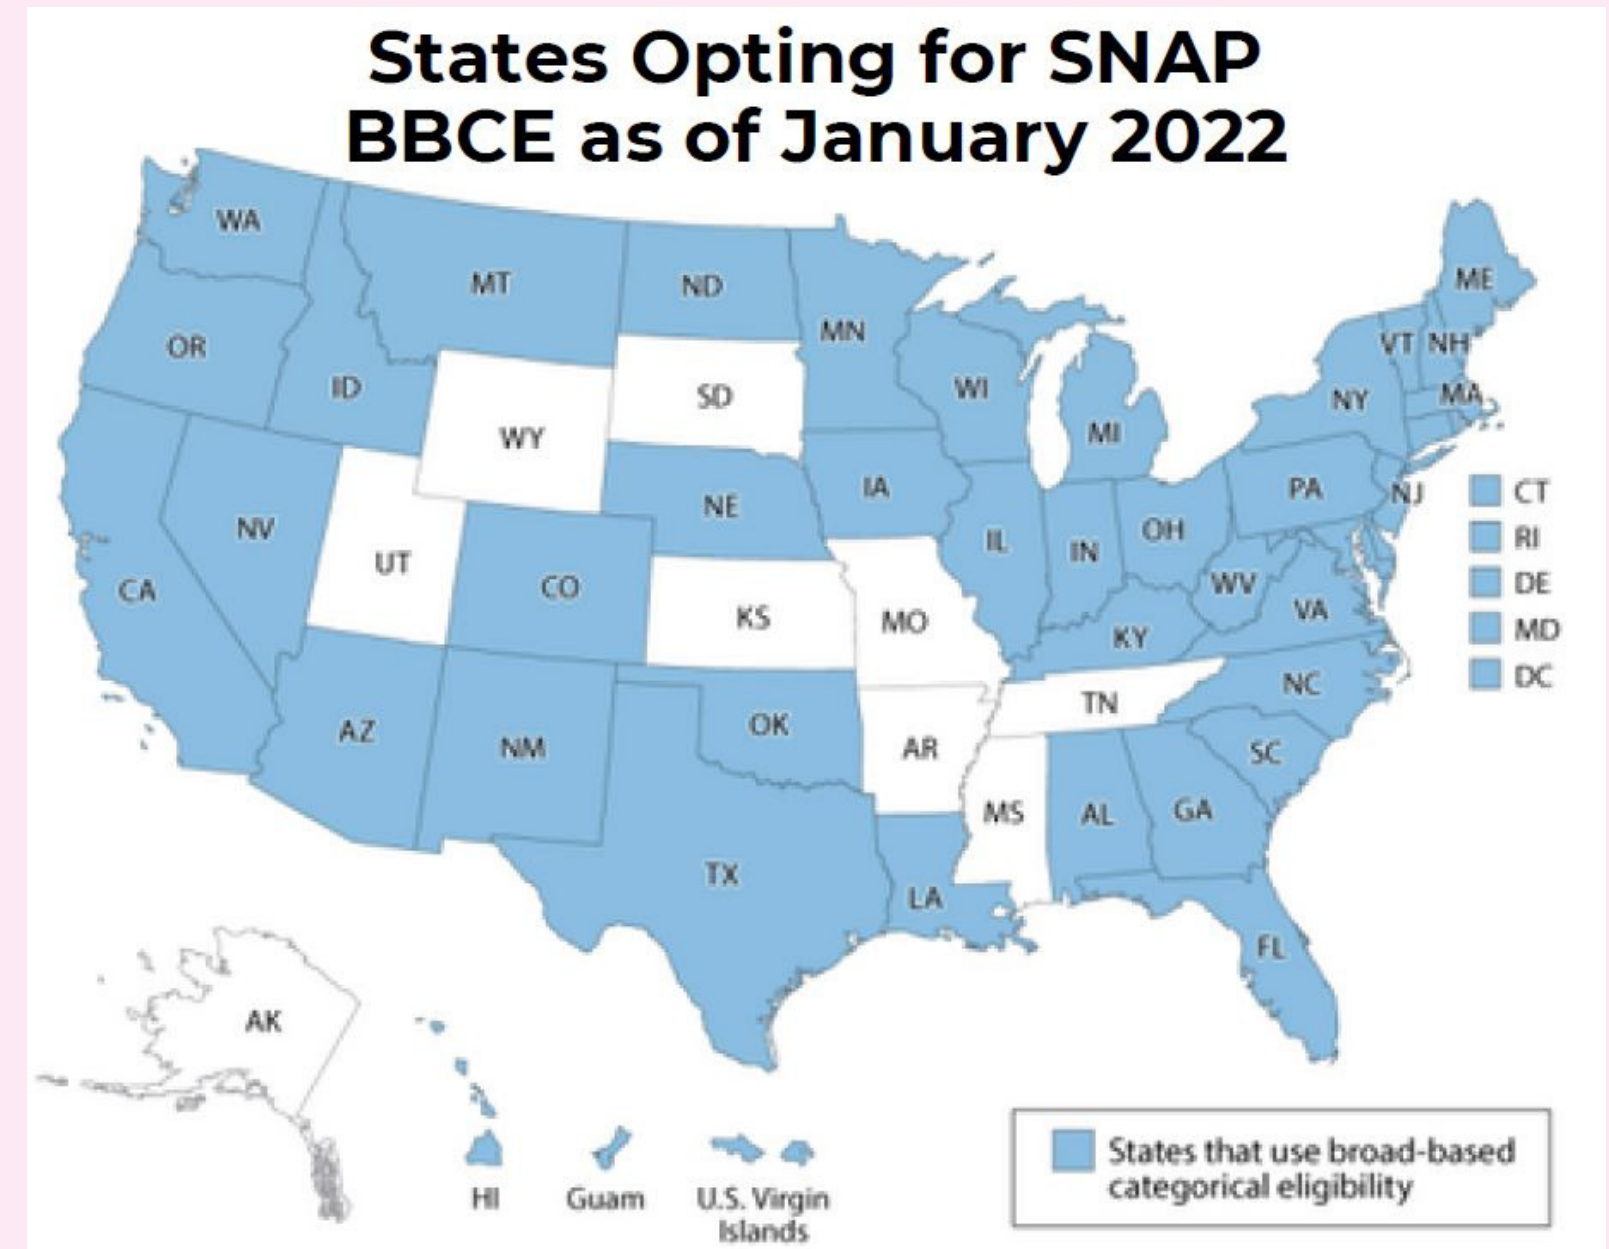 States Opting for SNAP
BBCE as of January 2022
WA
MT
ND
MN
OR
ID
WY
SD
WI
MI
ME
VT
NH
NY
MA
NV
UT
CO
NE
IA
IL
IN
OH
PA
NJ
CT
RI
DE
MD
DC
CA
KS
MO
WV
VA
KY
AZ
NM
OK
AR
TN
NC
SC
TX
LA
MS
AL
GA
FL
AK
HI
Guam
U.S. Virgin
Islands
States that use broad-based
categorical eligibility